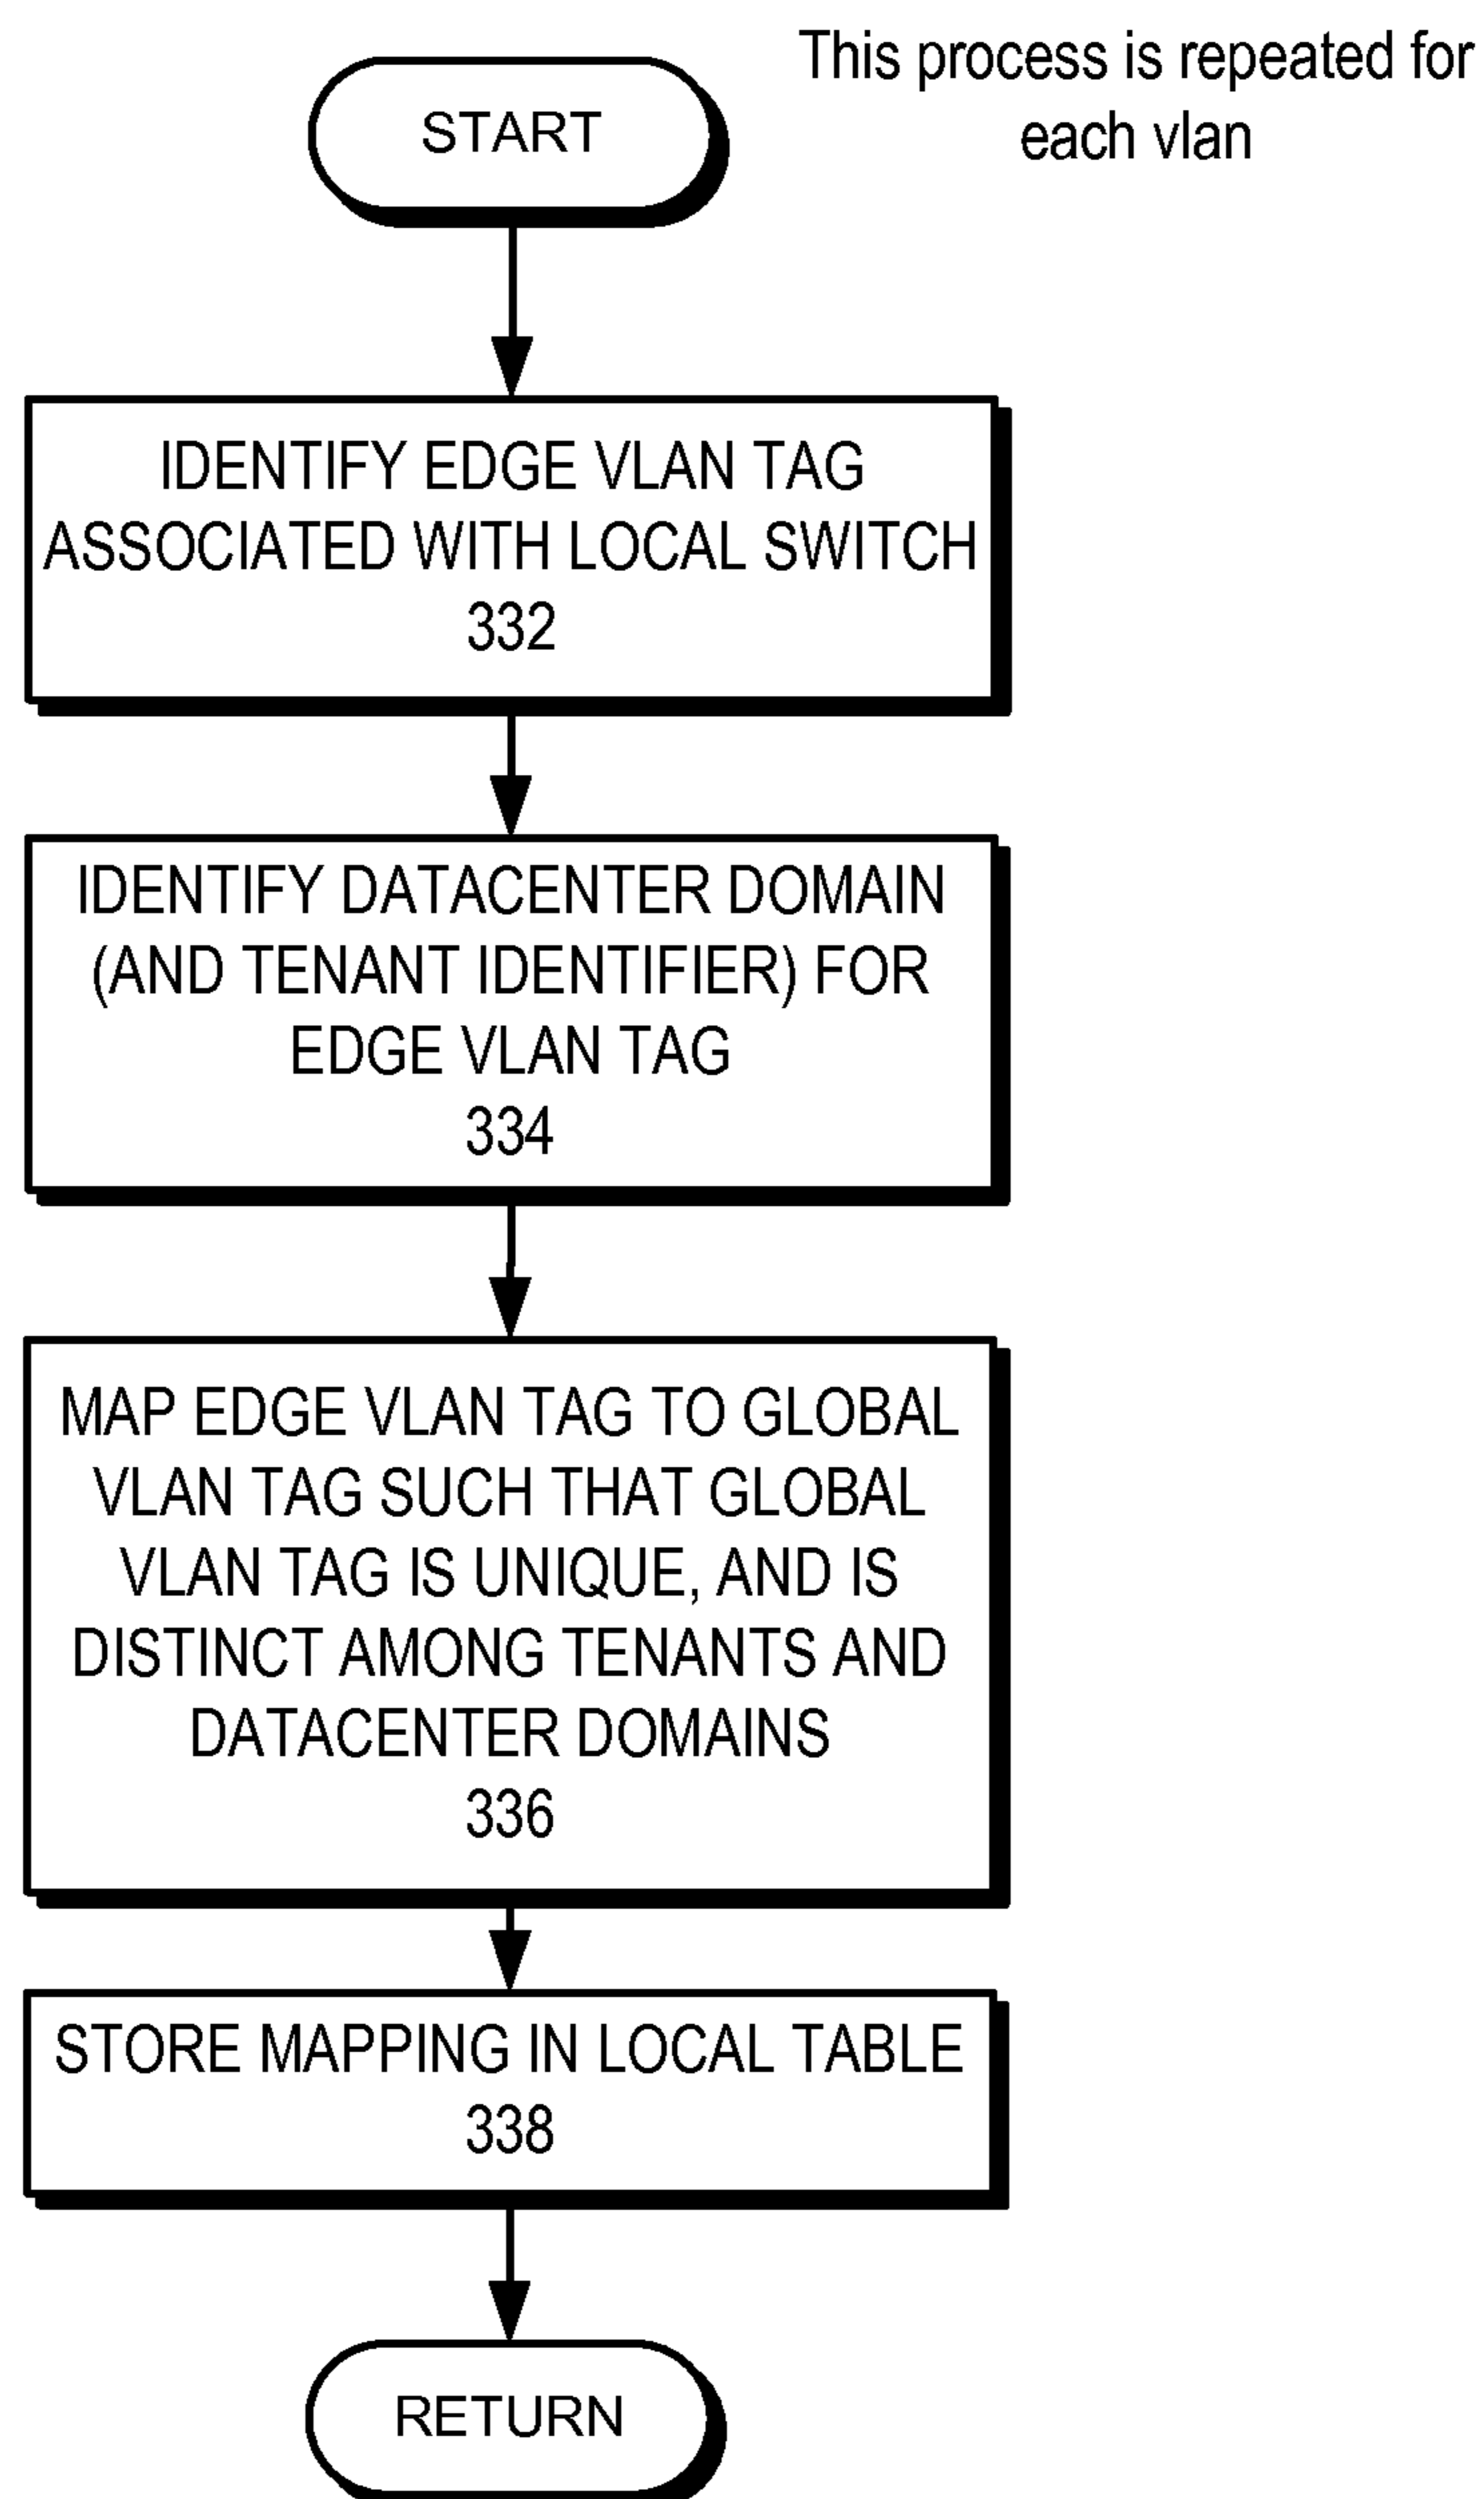 This process is repeated for
each vlan
START
IDENTIFY EDGE VLAN TAG
ASSOCIATED WITH LOCAL SWITCH
332
IDENTIFY DATACENTER DOMAIN
(AND TENANT IDENTIFIER) FOR
EDGE VLAN TAG
334
MAP EDGE VLAN TAG TO GLOBAL
VLAN TAG SUCH THAT GLOBAL
VLAN TAG IS UNIQUE, AND IS
DISTINCT AMONG TENANTS AND
DATACENTER DOMAINS
336
STORE MAPPING IN LOCAL TABLE
338
RETURN